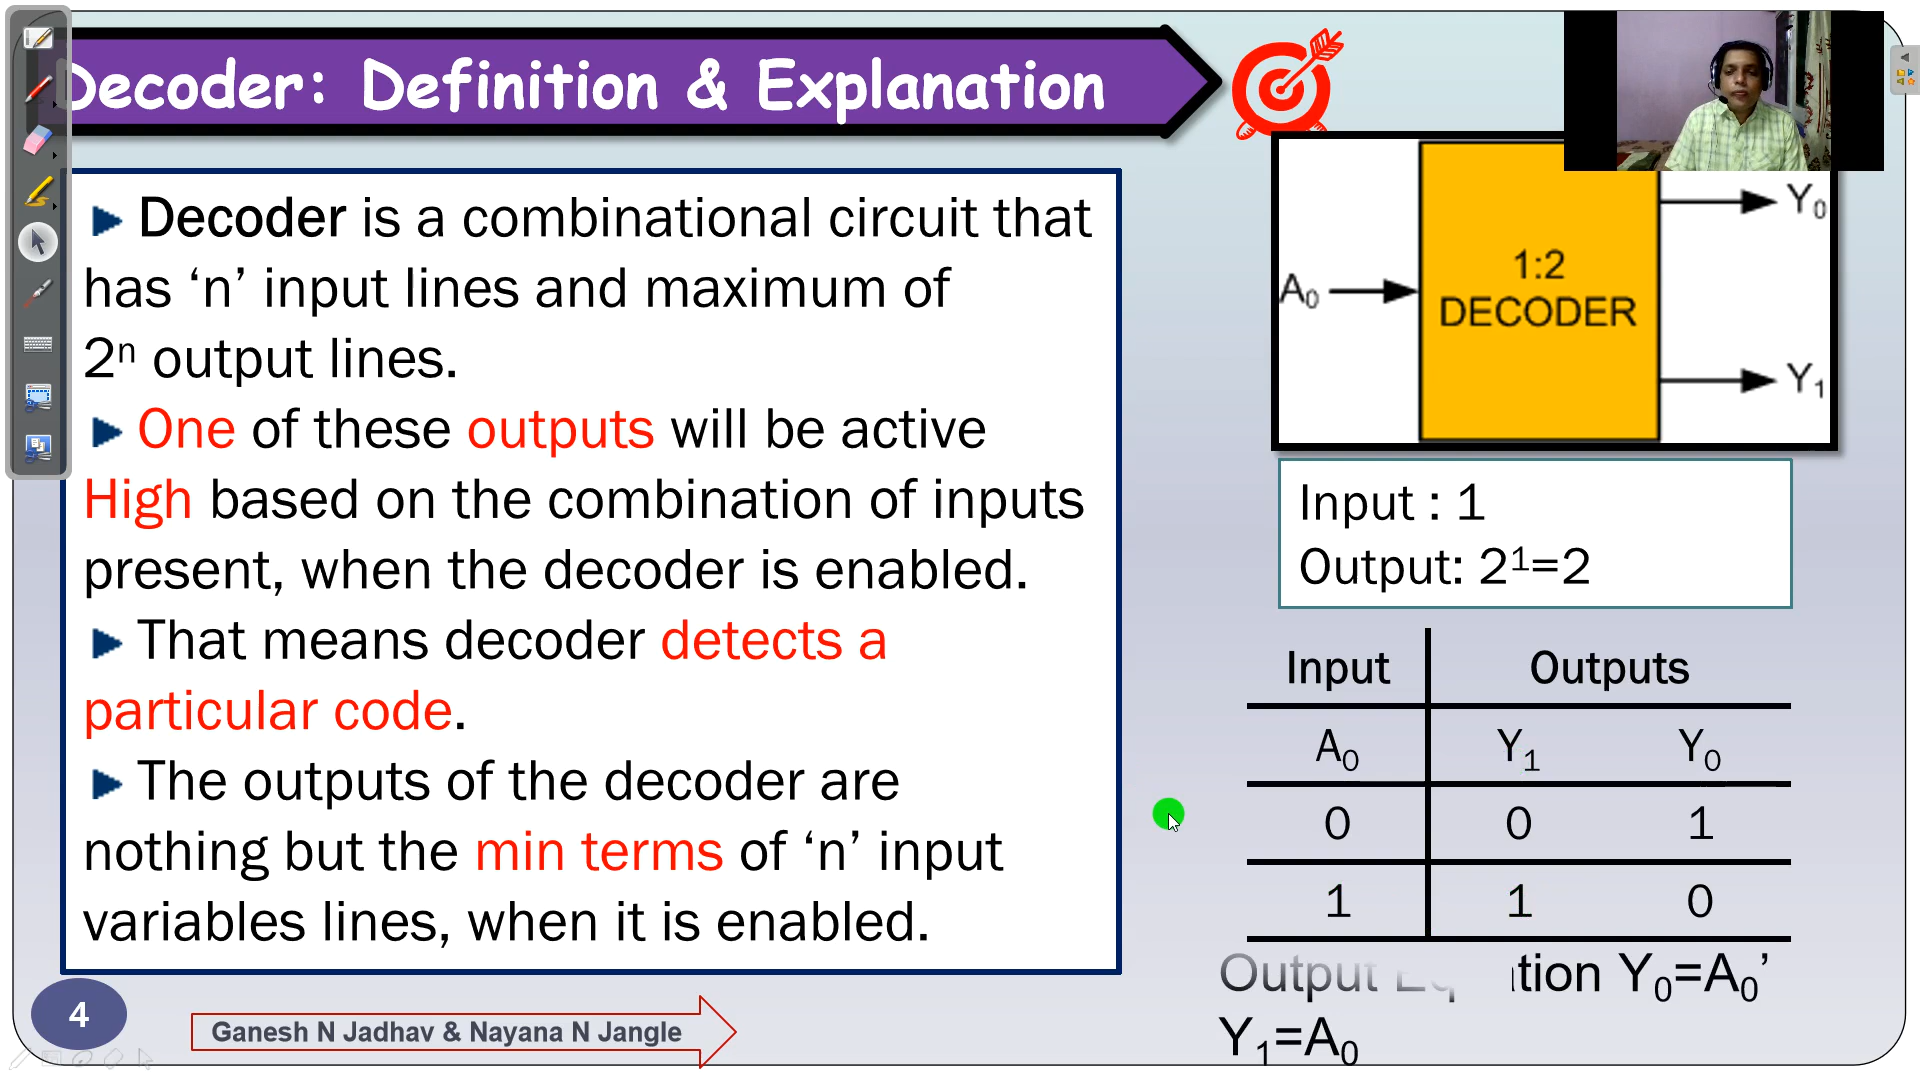 Decoder: Definition & Explanation
Decoder is a combinational circuit that
has ‘n’ input lines and maximum of
2ⁿ output lines.
One of these outputs will be active
High based on the combination of inputs
present, when the decoder is enabled.
That means decoder detects a
particular code.
The outputs of the decoder are
nothing but the min terms of ‘n’ input
variables lines, when it is enabled.
A₀
1:2
DECODER
Y₀
Y₁
Input : 1
Output: 2¹=2
Input Outputs
A₀ Y₁ Y₀
0 0 1
1 1 0
Output Y₀=A₀’
Y₁=A₀
4
Ganesh N Jadhav & Nayana N Jangle